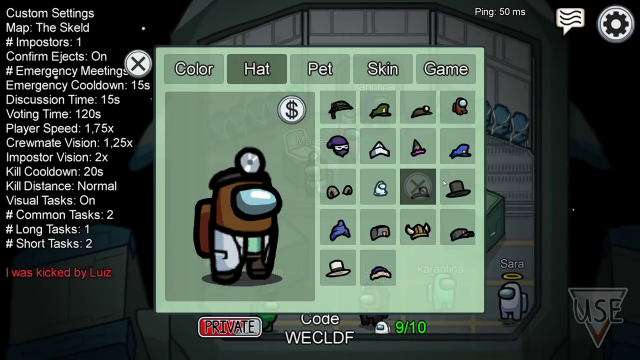 Custom Settings
Map: The Skeld
# Impostors: 1
Confirm Ejects: On
# Emergency Meetings
Emergency Cooldown: 15s
Discussion Time: 15s
Voting Time: 120s
Player Speed: 1,75x
Crewmate Vision: 1,25x
Impostor Vision: 2x
Kill Cooldown: 20s
Kill Distance: Normal
Visual Tasks: On
# Common Tasks: 2
# Long Tasks: 1
# Short Tasks: 2
I was kicked by Luiz
Ping: 50 ms
Color Hat Pet Skin Game
$
karantina
Sara
USE
PRIVATE
Code
WECLDF
9/10